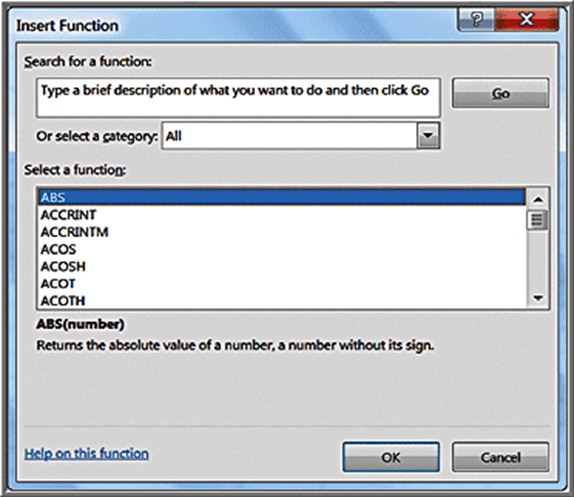 Insert Function
?
Search for a function:
Type a brief description of what you want to do and then click Go
Go
Or select a category: All
Select a function:
ABS
ACCRINT
ACCRINTM
ACOS
ACOSH
ACOT
ACOTH
ABS(number)
Returns the absolute value of a number, a number without its sign.
Help on this function
OK
Cancel